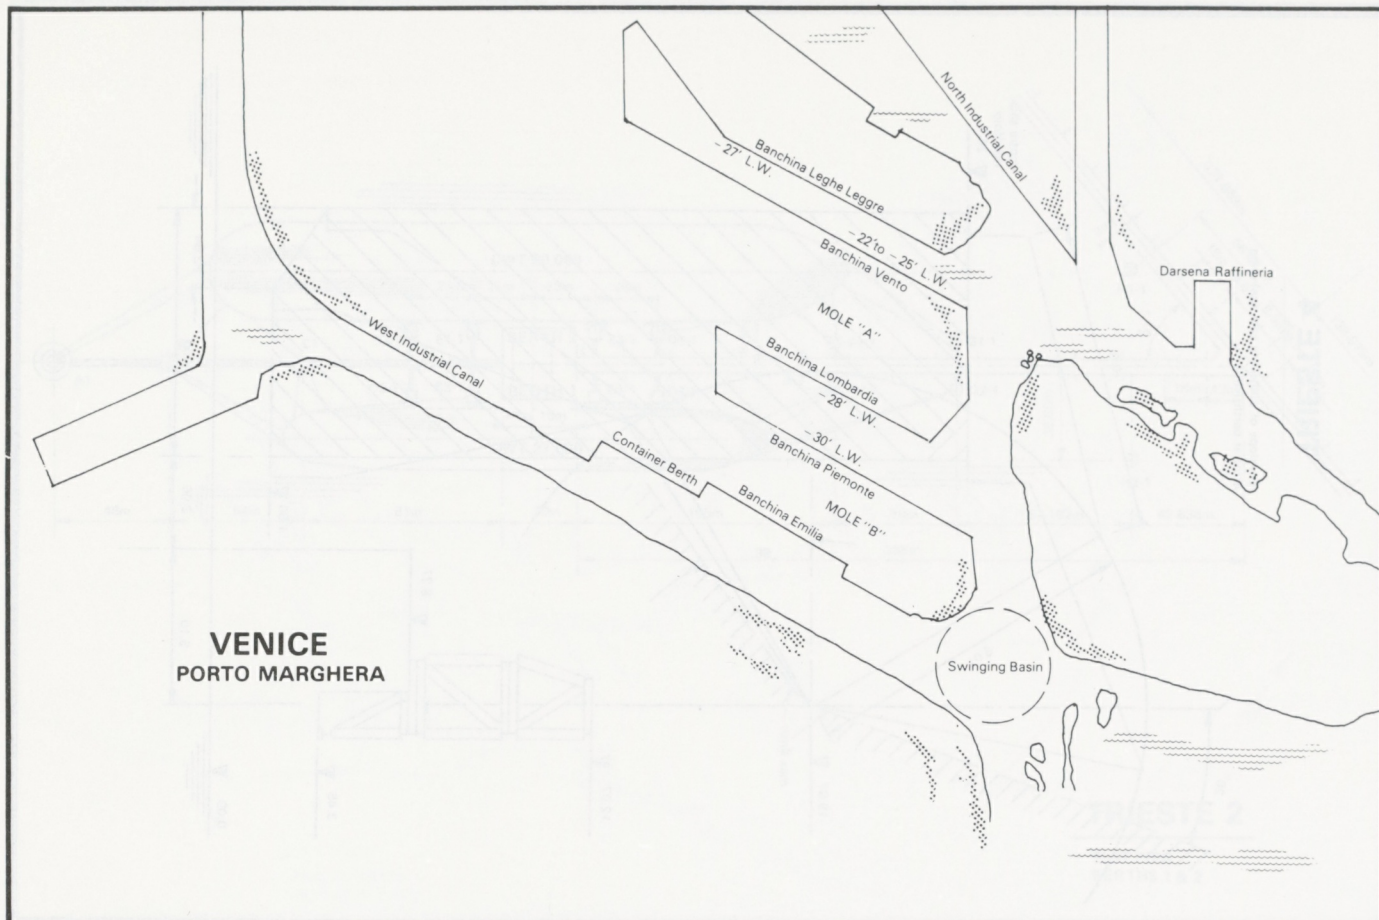 North Industrial Canal
Banchina Leghe Leggre
-27' L.W.
-22' to -25' L.W.
Banchina Vento
Darsena Raffineria
MOLE "A"
West Industrial Canal
Banchina Lombardia
-28' L.W.
-30' L.W.
Banchina Piemonte
Container Berth
MOLE "B"
Banchina Emilia
VENICE
PORTO MARGHERA
Swinging Basin
TRIESTE 2